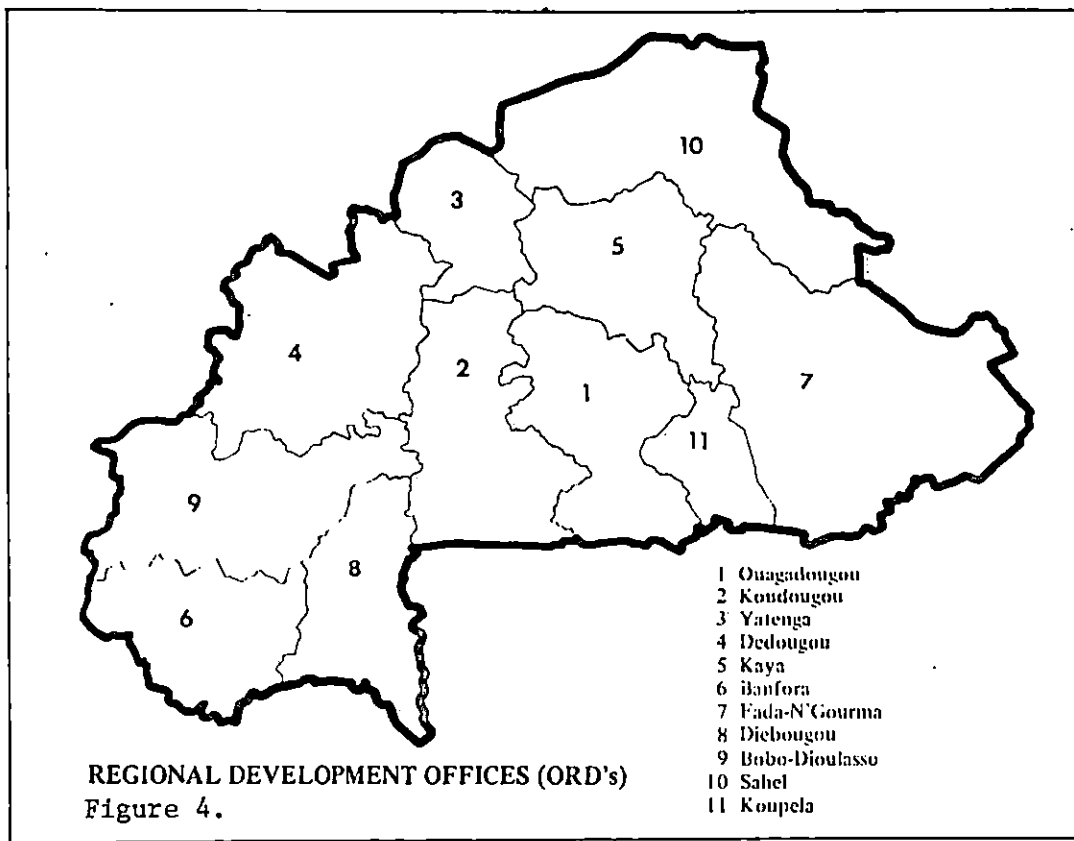 10
3
5
4
2
1
7
11
9
8
6
1 Ouagadougou
2 Koudougou
3 Yatenga
4 Dedougou
5 Kaya
6 Banfora
7 Fada-N'Gourma
8 Diebougou
9 Bobo-Dioulasso
10 Sahel
11 Koupela
REGIONAL DEVELOPMENT OFFICES (ORD's)
Figure 4.